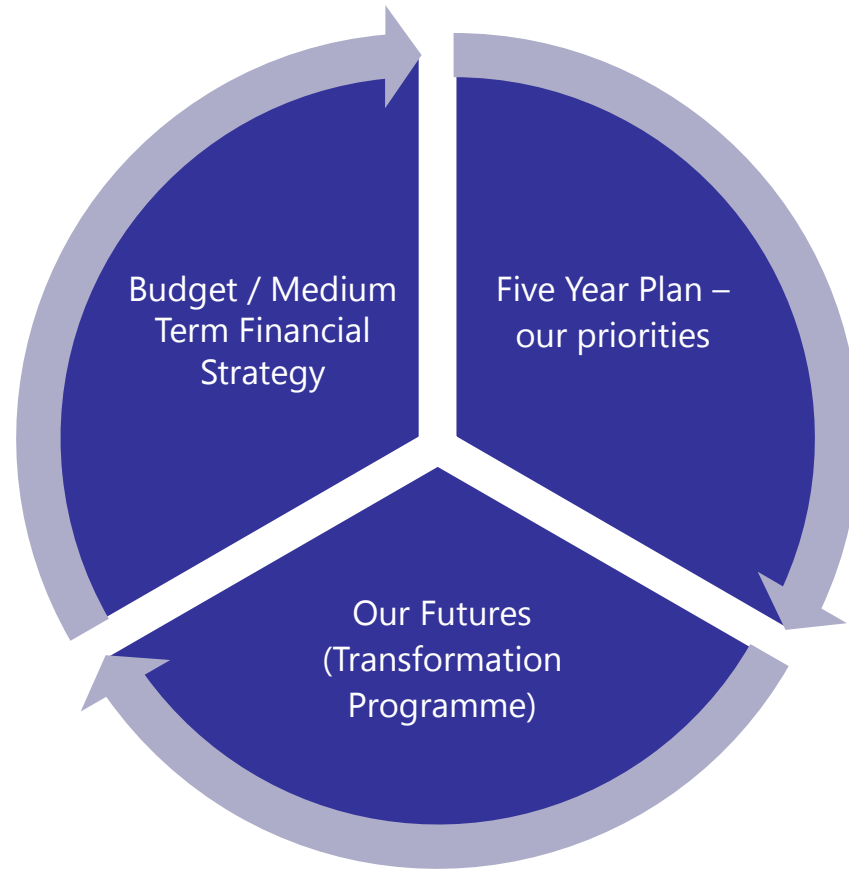 Budget / Medium
Term Financial
Strategy
Five Year Plan –
our priorities
Our Futures
(Transformation
Programme)